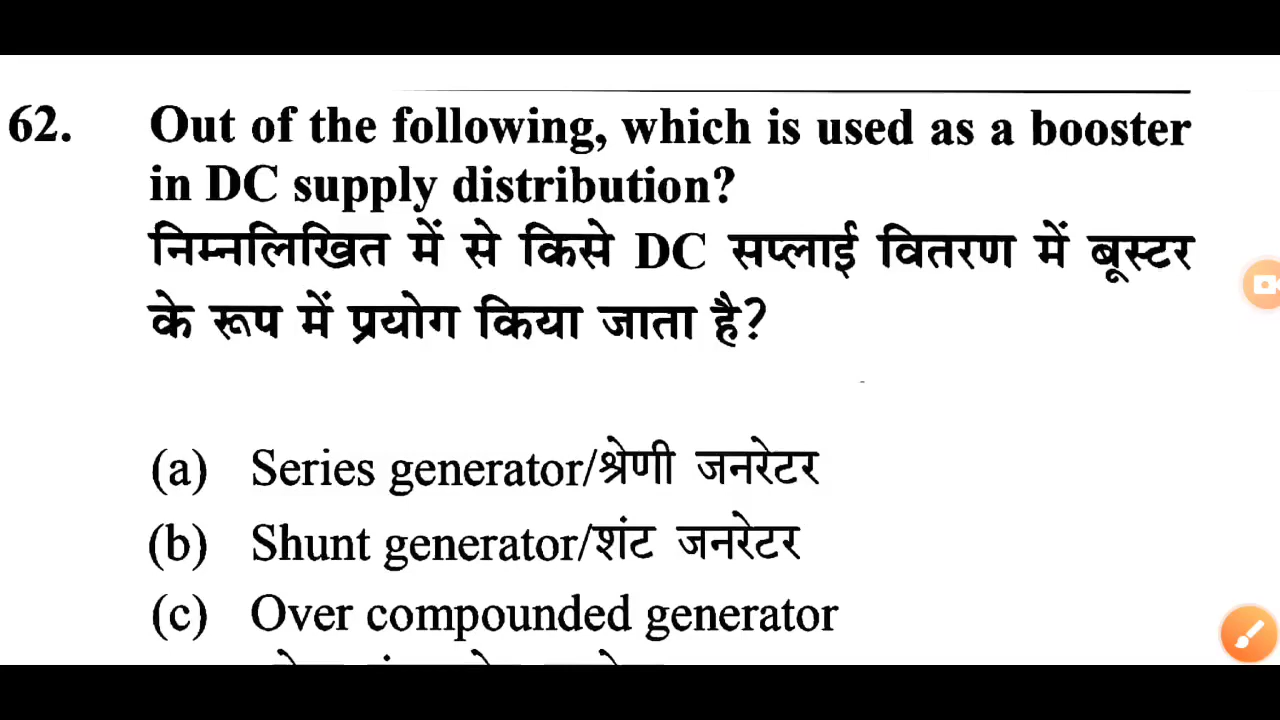 62. Out of the following, which is used as a booster
in DC supply distribution?
निम्नलिखित में से किसे DC सप्लाई वितरण में बूस्टर
के रूप में प्रयोग किया जाता है?
(a) Series generator/श्रेणी जनरेटर
(b) Shunt generator/शंट जनरेटर
(c) Over compounded generator